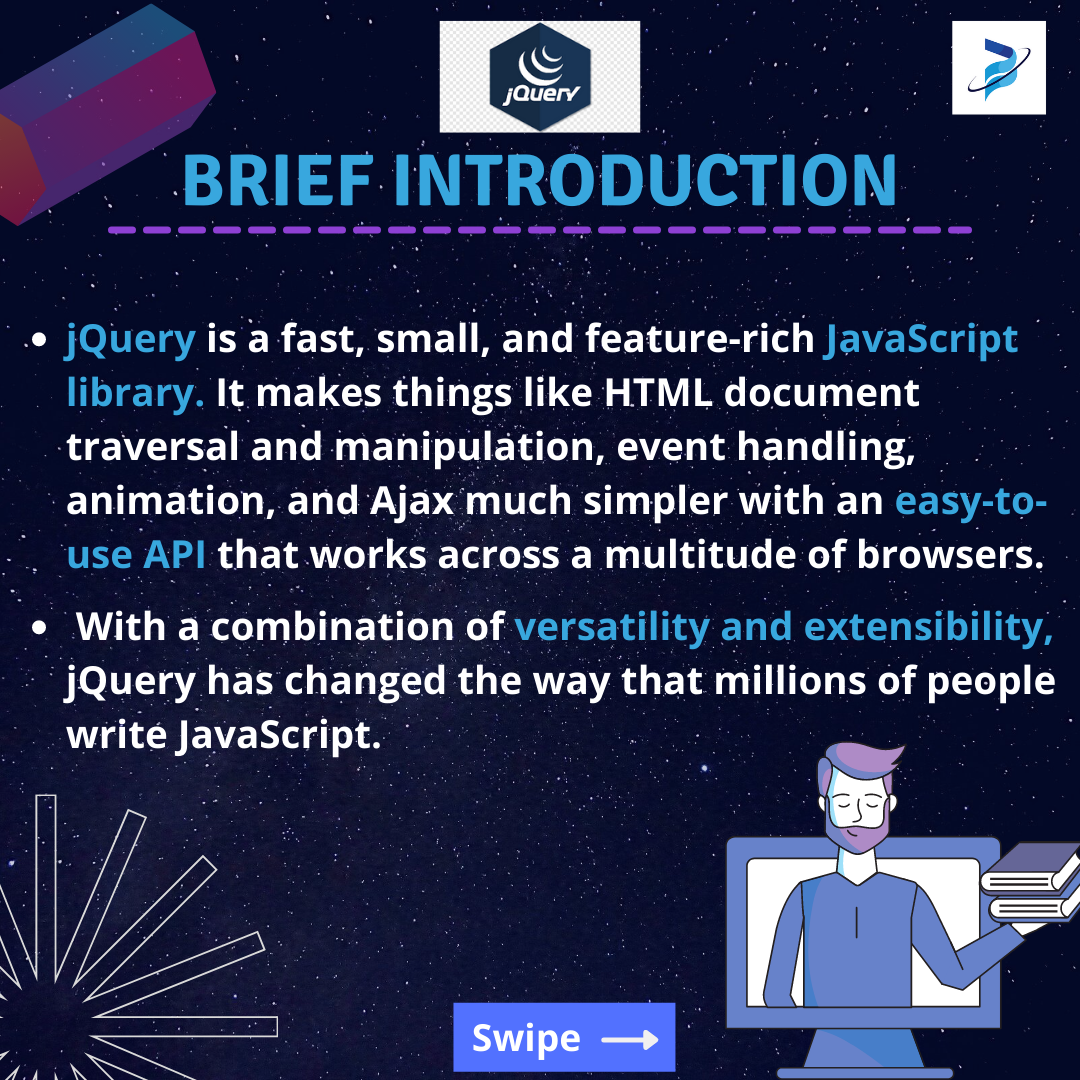 jQuery
BRIEF INTRODUCTION
• jQuery is a fast, small, and feature-rich JavaScript
library. It makes things like HTML document
traversal and manipulation, event handling,
animation, and Ajax much simpler with an easy-to-
use API that works across a multitude of browsers.
• With a combination of versatility and extensibility,
jQuery has changed the way that millions of people
write JavaScript.
Swipe